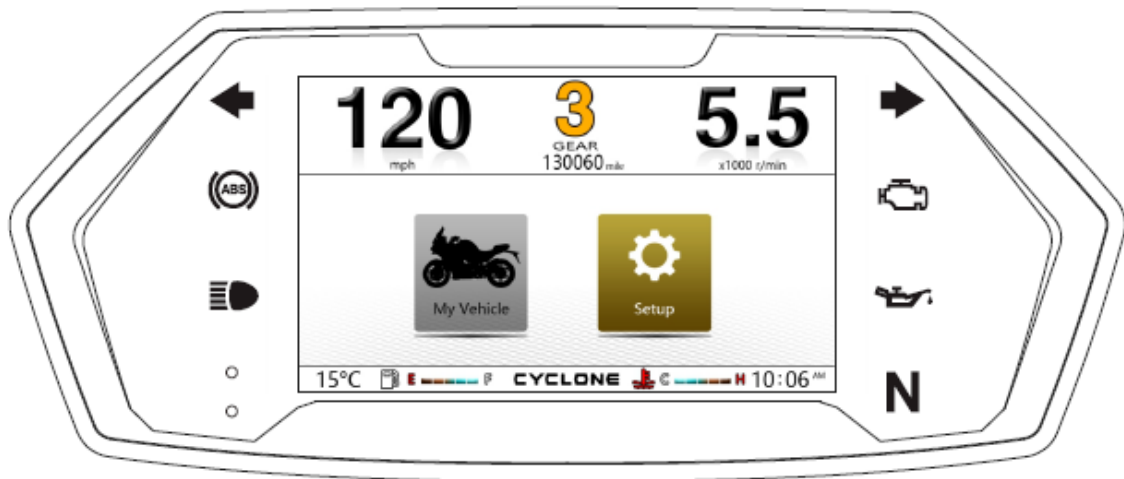 120
mph
3
GEAR
130060 mile
5.5
x1000 r/min
ABS
My Vehicle
Setup
15°C E F CYCLONE C H 10:06 AM
N